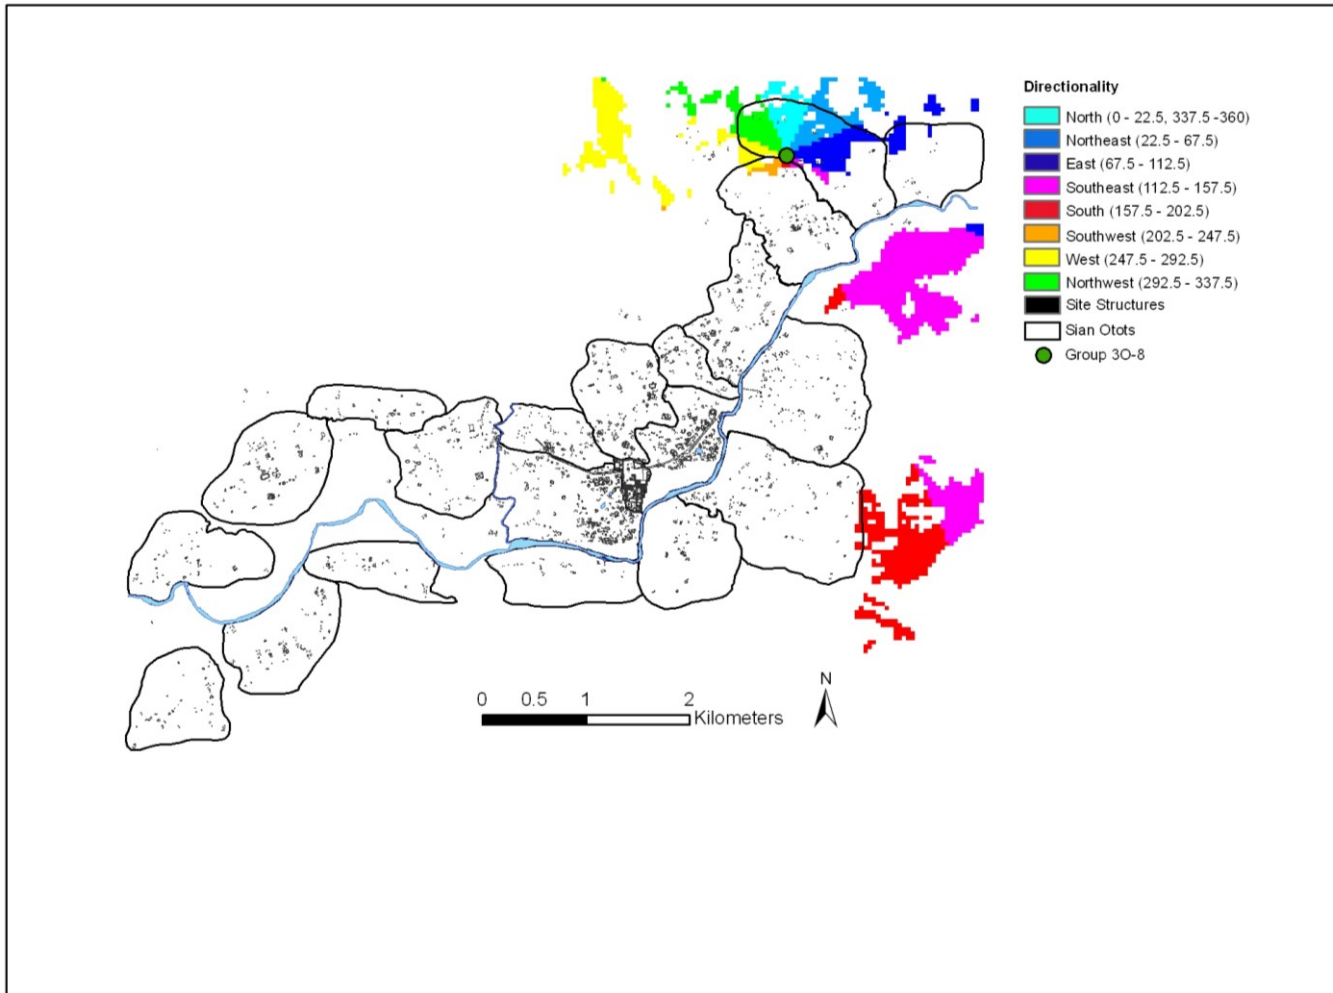 Directionality
North (0 - 22.5, 337.5 -360)
Northeast (22.5 - 67.5)
East (67.5 - 112.5)
Southeast (112.5 - 157.5)
South (157.5 - 202.5)
Southwest (202.5 - 247.5)
West (247.5 - 292.5)
Northwest (292.5 - 337.5)
Site Structures
Sian Otots
Group 3O-8
N
0 0.5 1 2
Kilometers